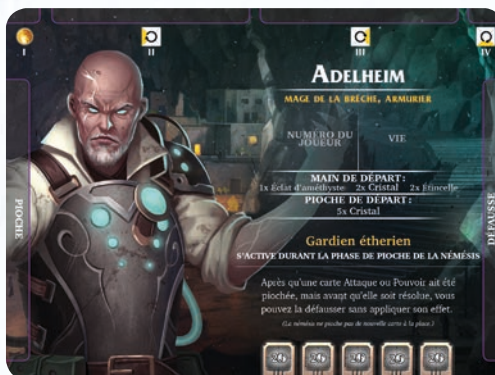 I II III IV
ADELHEIM
MAGE DE LA BRÈCHE, ARMURIER
NUMÉRO DU
JOUEUR
VIE
MAIN DE DÉPART:
1x Éclat d'améthyste 2x Cristal 2x Étincelle
PIOCHE DE DÉPART:
5x Cristal
Gardien étherien
S'ACTIVE DURANT LA PHASE DE PIOCHE DE LA NÉMÉSIS
Après qu'une carte Attaque ou Pouvoir ait été
piochée, mais avant qu'elle soit résolue, vous
pouvez la défausser sans appliquer son effet.
(La némésis ne pioche pas de nouvelle carte à la place.)
PIOCHE
DÉFAUSSE